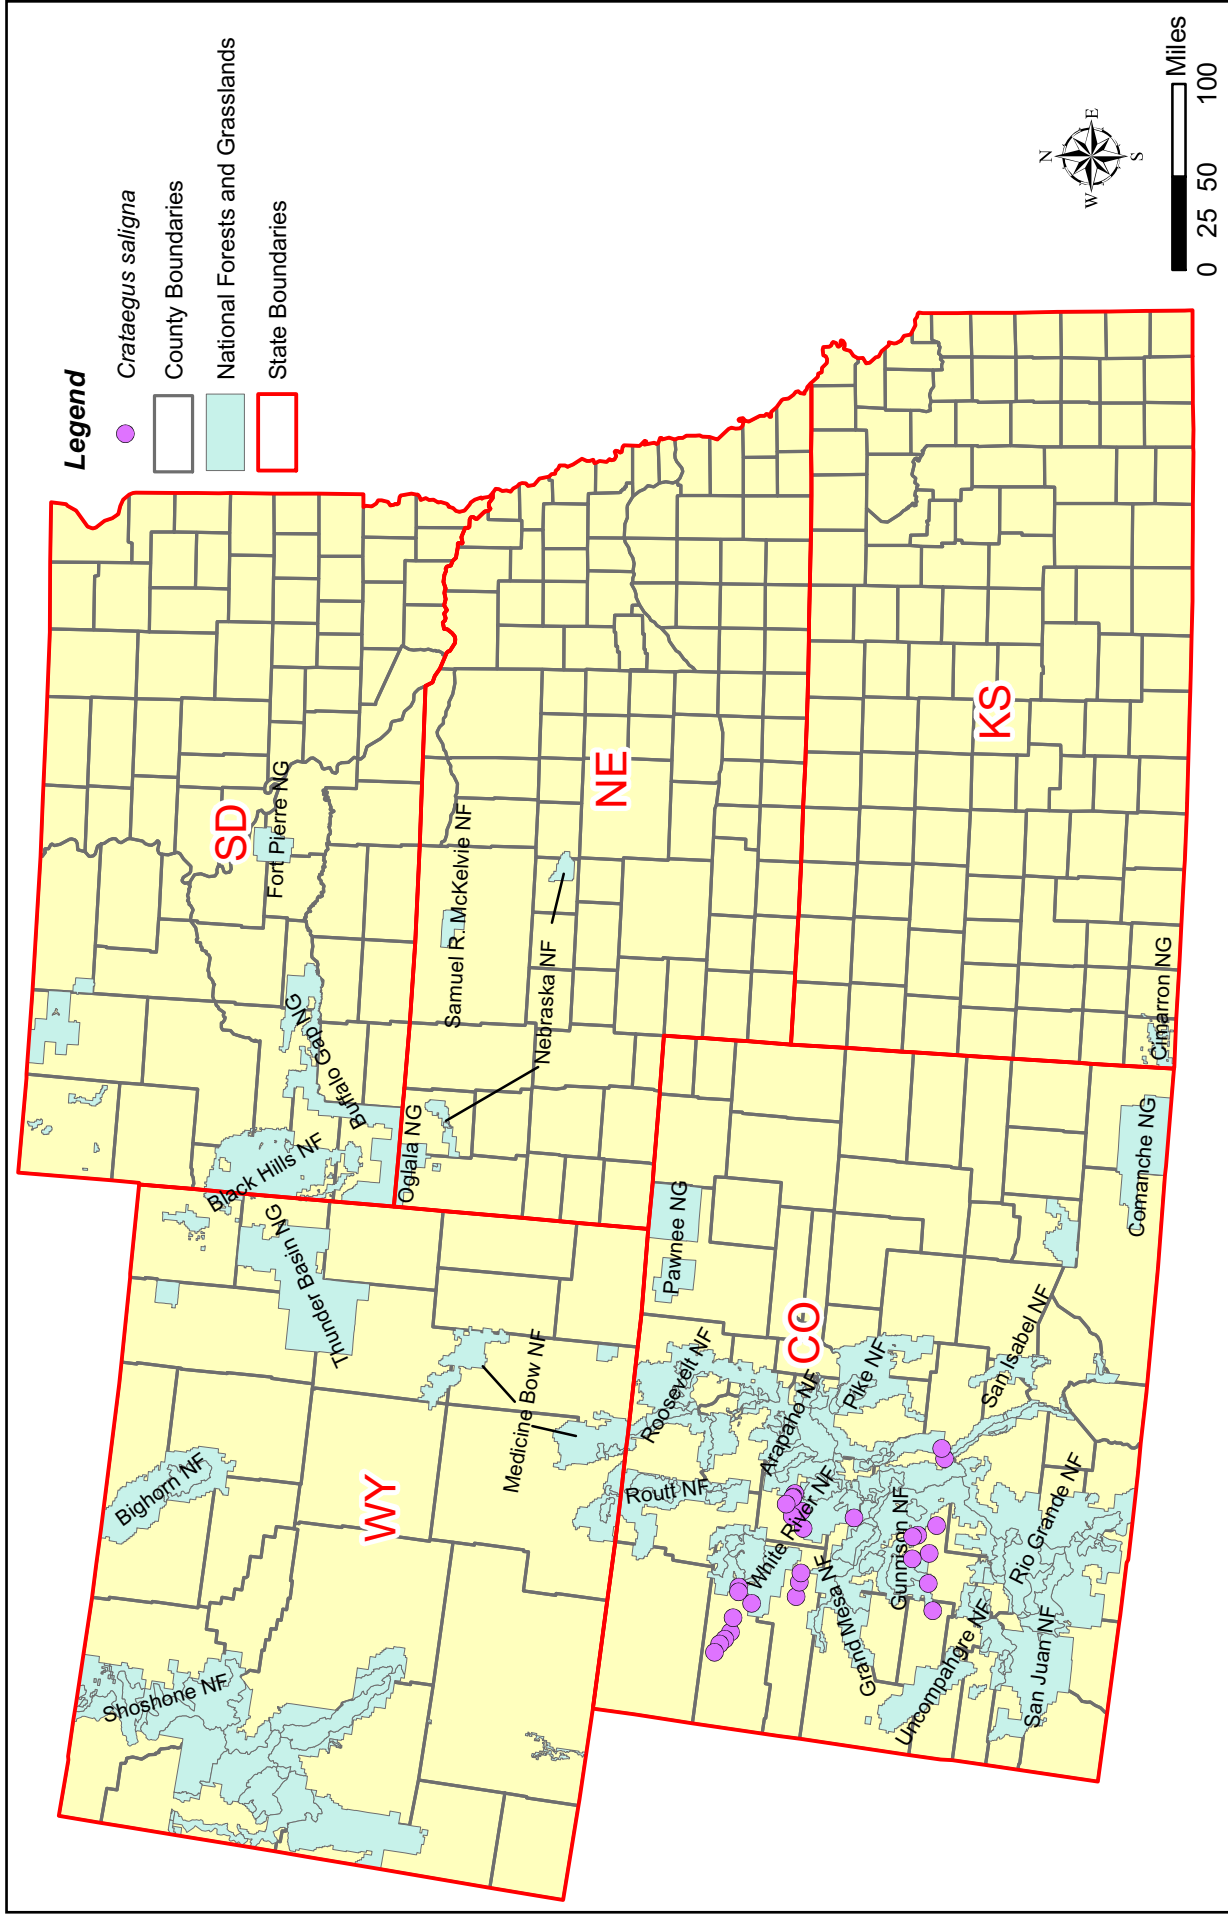 Legend
Crataegus saligna
County Boundaries
National Forests and Grasslands
State Boundaries
N
W
E
S
Miles
0
25
50
100
SD
NE
KS
WY
CO
Fort Pierre NG
Buffalo Gap NG
Black Hills NF
Thunder Basin NG
Bighorn NF
Shoshone NF
Samuel R. McKelvie NF
Nebraska NF
Oglala NG
Medicine Bow NF
Pawnee NG
Roosevelt NF
Routt NF
Arapaho NF
White River NF
Pike NF
Grand Mesa NF
Gunnison NF
San Isabel NF
Uncompahgre NF
Rio Grande NF
San Juan NF
Comanche NG
Cimarron NG